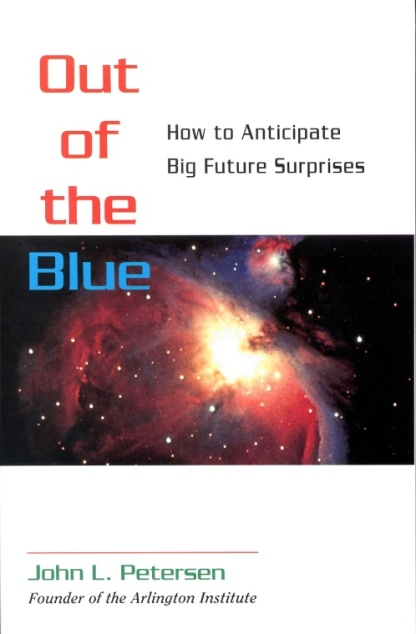 Out
of
the
Blue
How to Anticipate
Big Future Surprises
John L. Petersen
Founder of the Arlington Institute